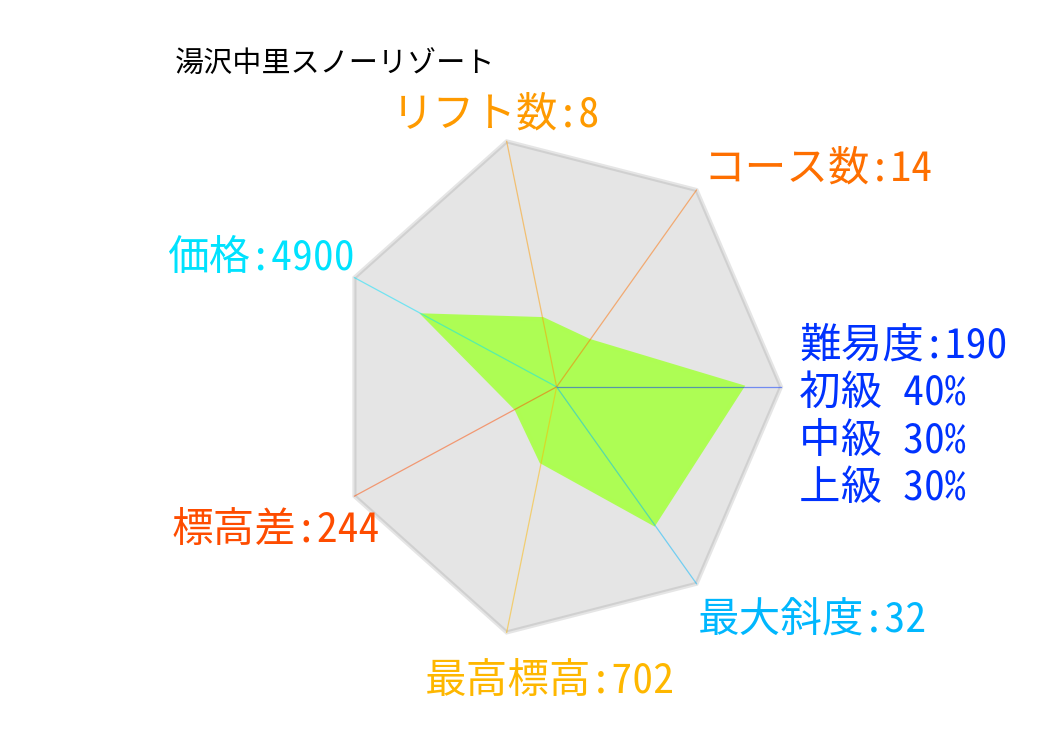 湯沢中里スノーリゾート
リフト数:8
コース数:14
価格:4900
難易度:190
初級 40%
中級 30%
上級 30%
標高差:244
最大斜度:32
最高標高:702